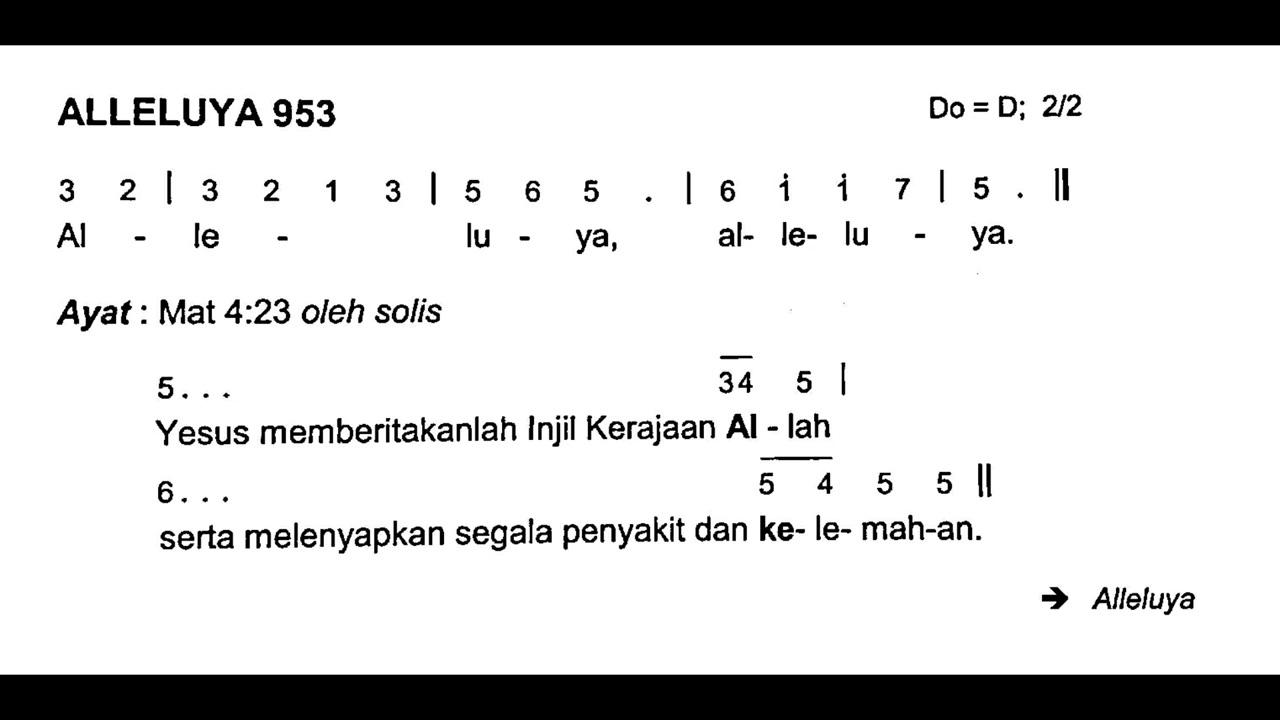 ALLELUYA 953 Do = D; 2/2
3 2 | 3 2 1 3 | 5 6 5 . | 6 i̇ i̇ 7 | 5 . ||
Al - le - lu - ya, al- le- lu - ya.
Ayat : Mat 4:23 oleh solis
5 . . . 3̅4̅ 5 |
Yesus memberitakanlah Injil Kerajaan Al - lah
6 . . . 5̅ 4̅ 5 5 ||
serta melenyapkan segala penyakit dan ke- le- mah-an.
➔ Alleluya